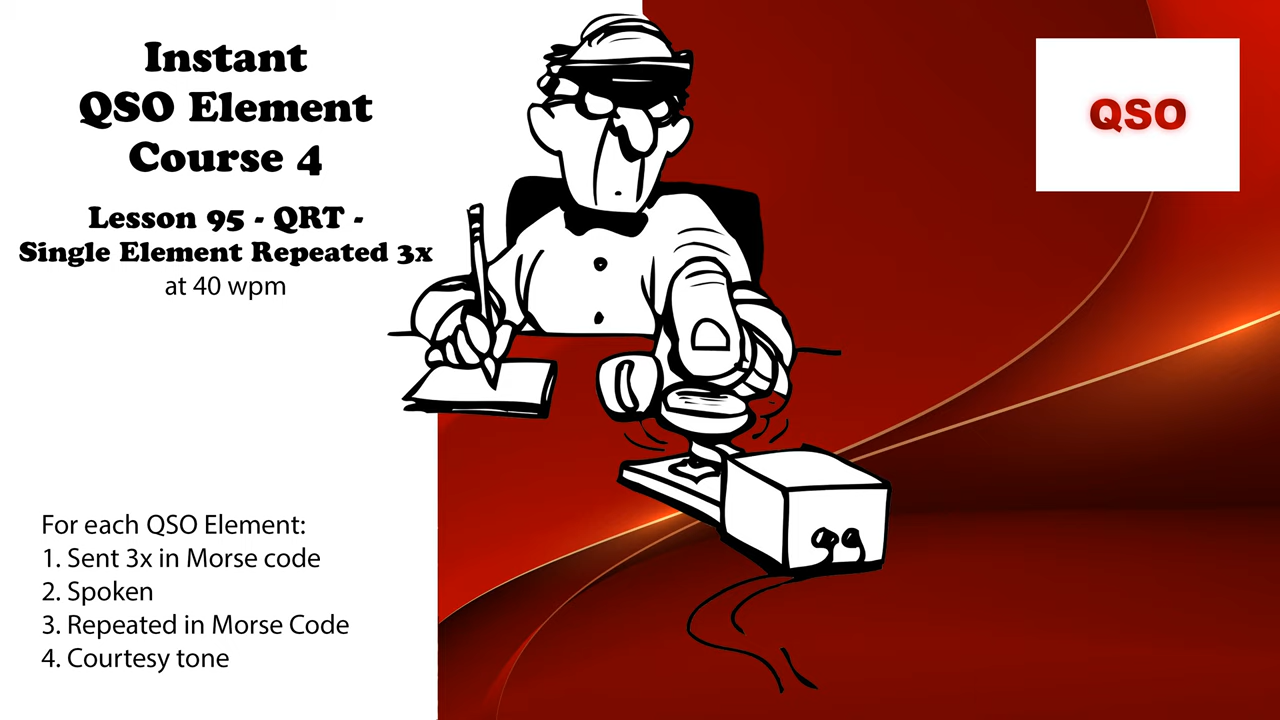 Instant
QSO Element
Course 4
Lesson 95 - QRT -
Single Element Repeated 3x
at 40 wpm
QSO
For each QSO Element:
1. Sent 3x in Morse code
2. Spoken
3. Repeated in Morse Code
4. Courtesy tone